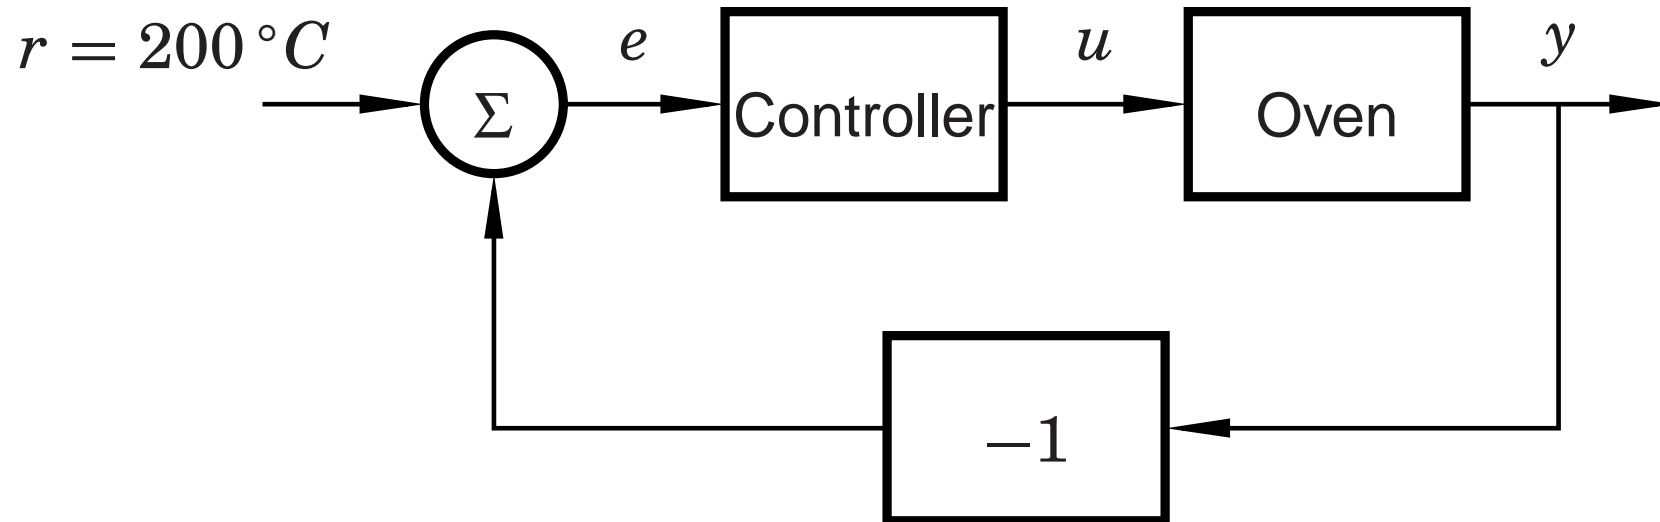 r = 200 °C
Σ
e
Controller
u
Oven
y
−1